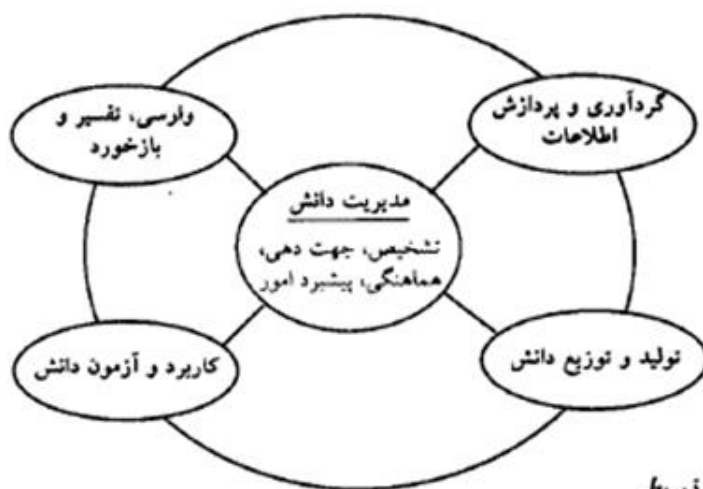 گردآوری و پردازش
اطلاعات
وارسی، تفسیر و
بازخورد
مدیریت دانش
تشخیص، جهت دهی،
هماهنگی، پیشبرد امور
تولید و توزیع دانش
کاربرد و آزمون دانش